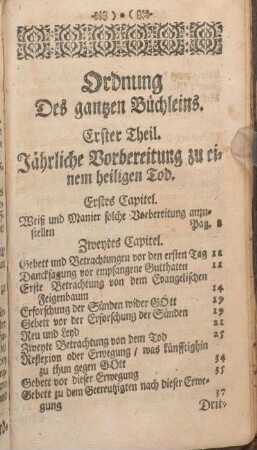 Ordnung
Des gantzen Büchleins.
Erster Theil.
Jährliche Vorbereitung zu ei-
nem heiligen Tod.
Erstes Capitel.
Weiß und Manier solche Vorbereitung anzu-
stellen Pag. 8
Zweytes Capitel.
Gebett und Betrachtungen vor den ersten Tag 11
Dancksagung vor empfangene Gutthaten 12
Erste Betrachtung von dem Evangelischen
Feigenbaum 14
Erforschung der Sünden wider GOtt 19
Gebett vor der Erforschung der Sünden 19
Reu und Leyd 21
Zweyte Betrachtung von dem Tod 25
Reflexion oder Erwegung / was künfftighin
zu thun gegen GOtt 34
Gebett vor dieser Erwegung 35
Gebett zu dem Gecreutzigten nach dieser Erwe-
gung 37
Drit-